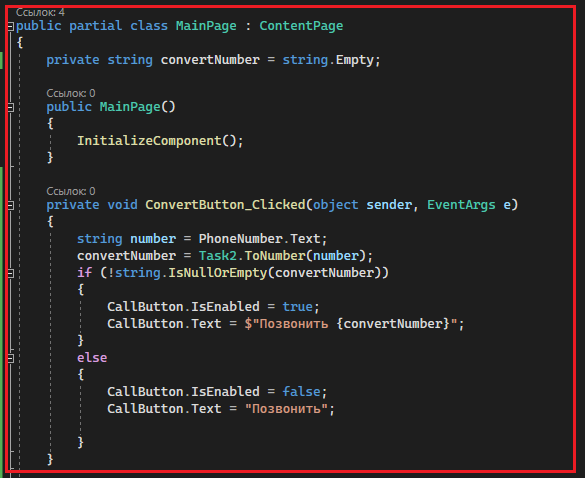 Ссылок: 4
public partial class MainPage : ContentPage
{
private string convertNumber = string.Empty;
Ссылок: 0
public MainPage()
{
InitializeComponent();
}
Ссылок: 0
private void ConvertButton_Clicked(object sender, EventArgs e)
{
string number = PhoneNumber.Text;
convertNumber = Task2.ToNumber(number);
if (!string.IsNullOrEmpty(convertNumber))
{
CallButton.IsEnabled = true;
CallButton.Text = $"Позвонить {convertNumber}";
}
else
{
CallButton.IsEnabled = false;
CallButton.Text = "Позвонить";
}
}